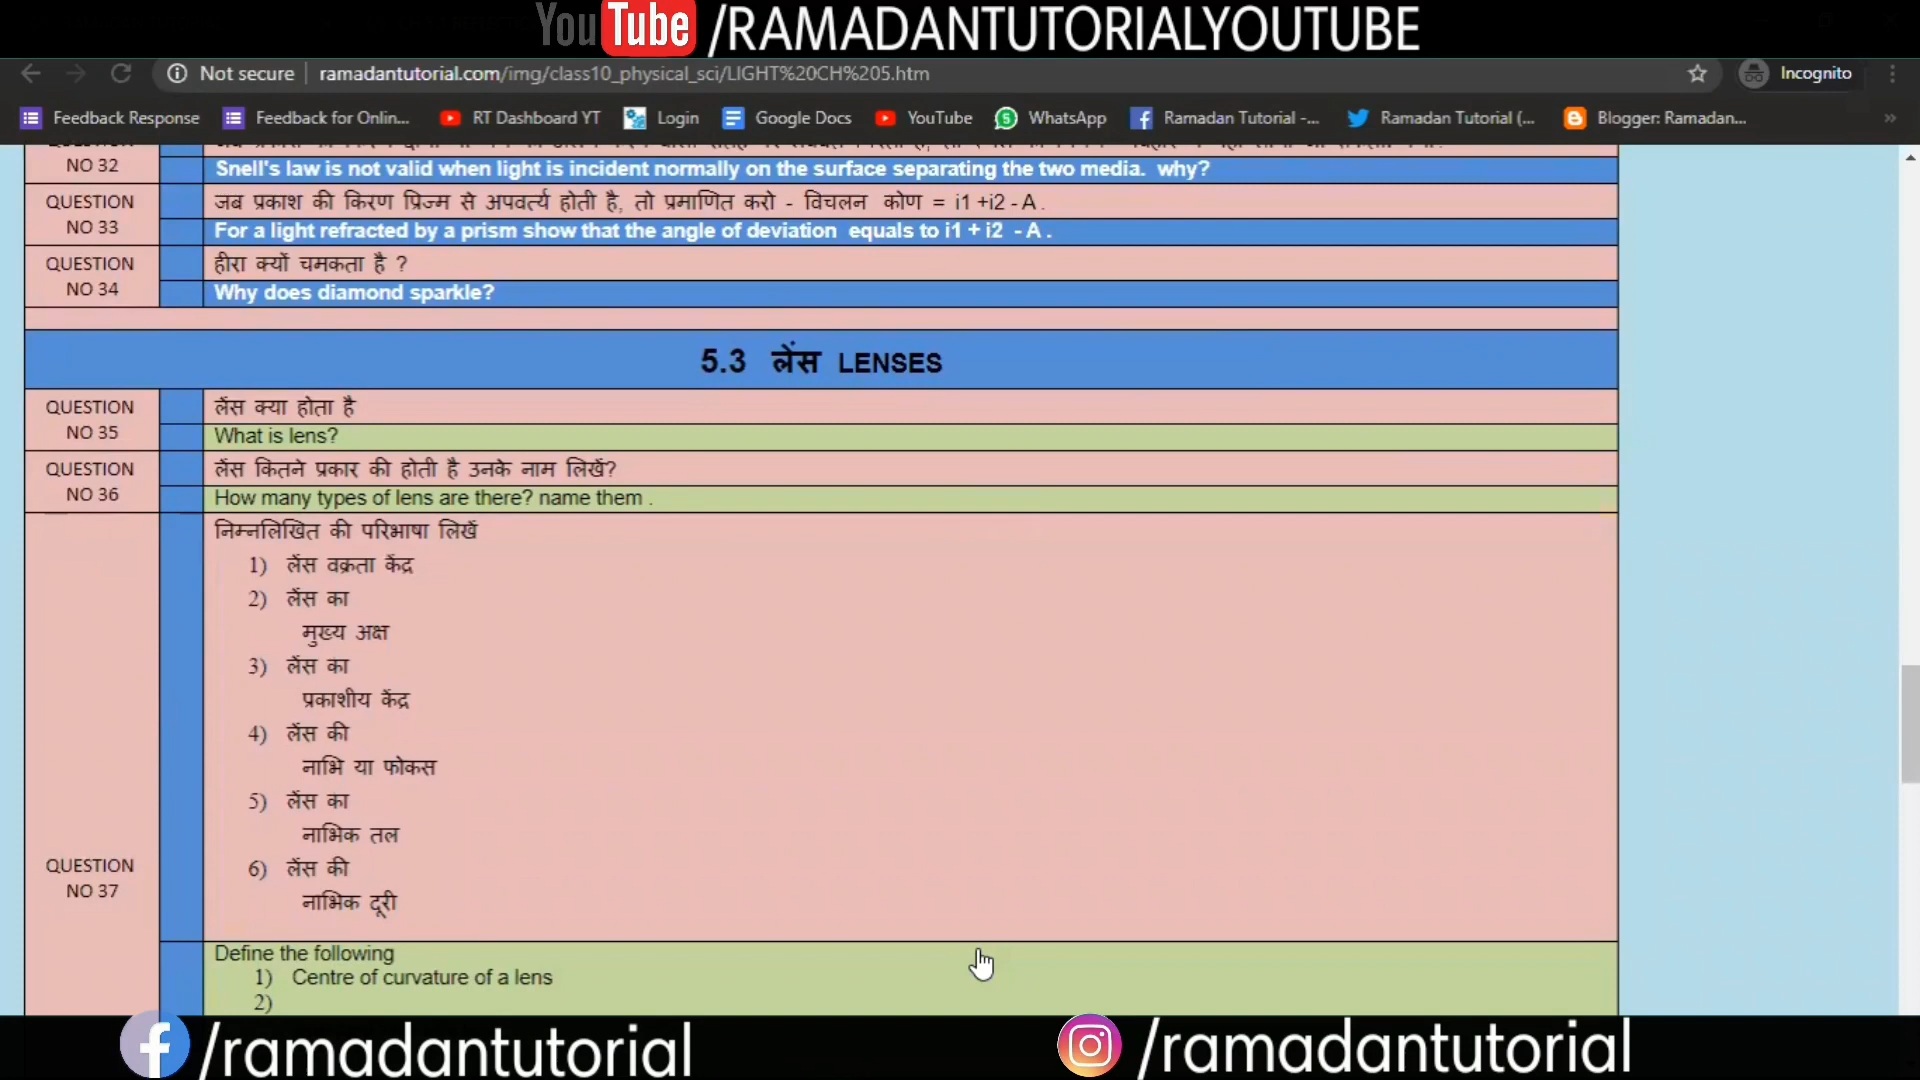 YouTube /RAMADANTUTORIALYOUTUBE
Not secure ramadantutorial.com/img/class10_physical_sci/LIGHT%20CH%205.htm Incognito
Feedback Response Feedback for Onlin... RT Dashboard YT Login Google Docs YouTube WhatsApp Ramadan Tutorial -... Ramadan Tutorial (... Blogger: Ramadan... »
NO 32
Snell's law is not valid when light is incident normally on the surface separating the two media. why?
QUESTION
NO 33
जब प्रकाश की किरण प्रिज्म से अपवर्त्य होती है, तो प्रमाणित करो - विचलन कोण = i1 +i2 - A .
For a light refracted by a prism show that the angle of deviation equals to i1 + i2 - A .
QUESTION
NO 34
हीरा क्यों चमकता है ?
Why does diamond sparkle?
5.3 लेंस LENSES
QUESTION
NO 35
लेंस क्या होता है
What is lens?
QUESTION
NO 36
लेंस कितने प्रकार की होती है उनके नाम लिखें?
How many types of lens are there? name them .
QUESTION
NO 37
निम्नलिखित की परिभाषा लिखें
1) लेंस वक्रता केंद्र
2) लेंस का
मुख्य अक्ष
3) लेंस का
प्रकाशीय केंद्र
4) लेंस की
नाभि या फोकस
5) लेंस का
नाभिक तल
6) लेंस की
नाभिक दूरी
Define the following
1) Centre of curvature of a lens
2)
/ramadantutorial
/ramadantutorial